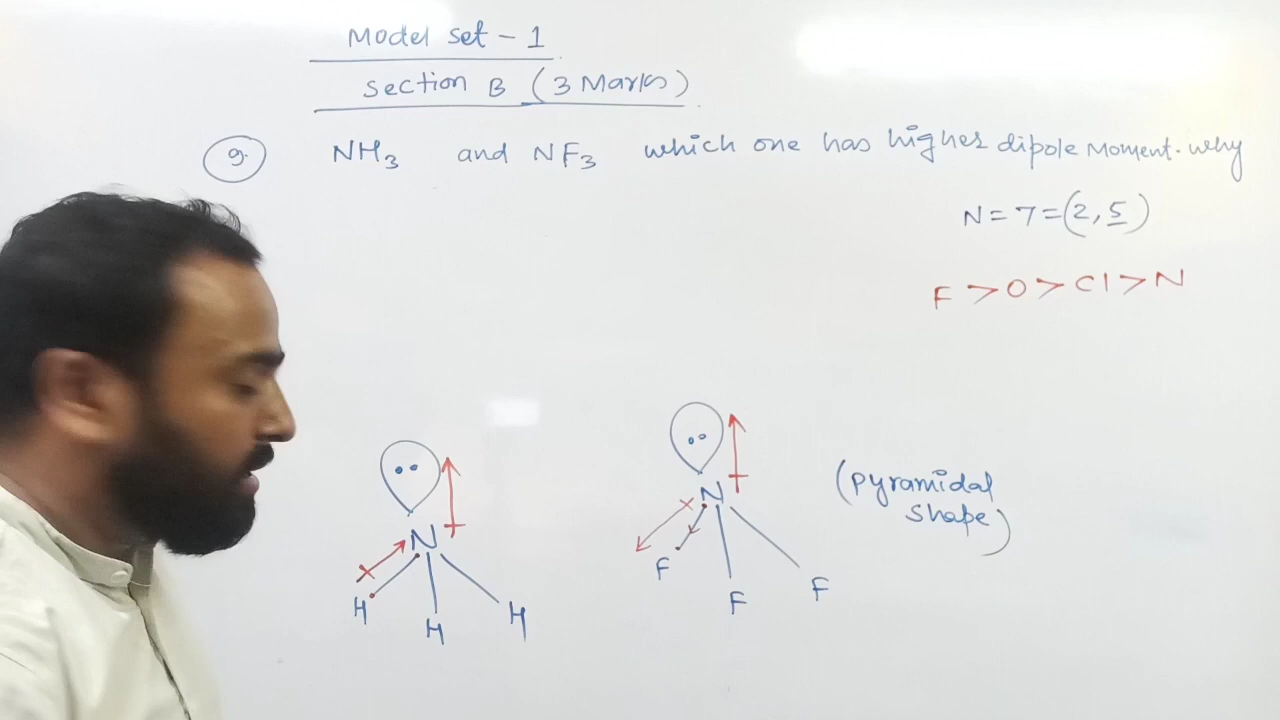 Model set - 1
Section B (3 Marks)
9. NH3 and NF3 which one has higher dipole Moment. why
N = 7 = (2, 5)
F > O > Cl > N
N
H
H
H
N
F
F
F
(pyramidal
shape)